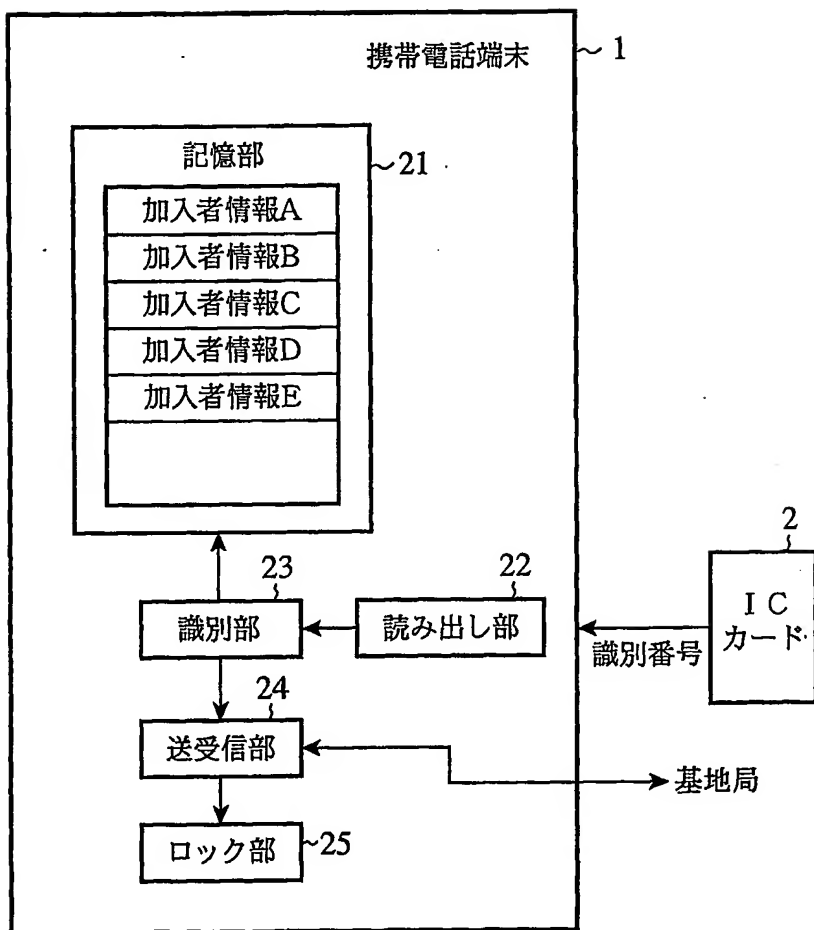 携帯電話端末
1
記憶部
21
加入者情報A
加入者情報B
加入者情報C
加入者情報D
加入者情報E
2
ＩＣ
カード
識別番号
23
識別部
22
読み出し部
24
送受信部
基地局
ロック部
25